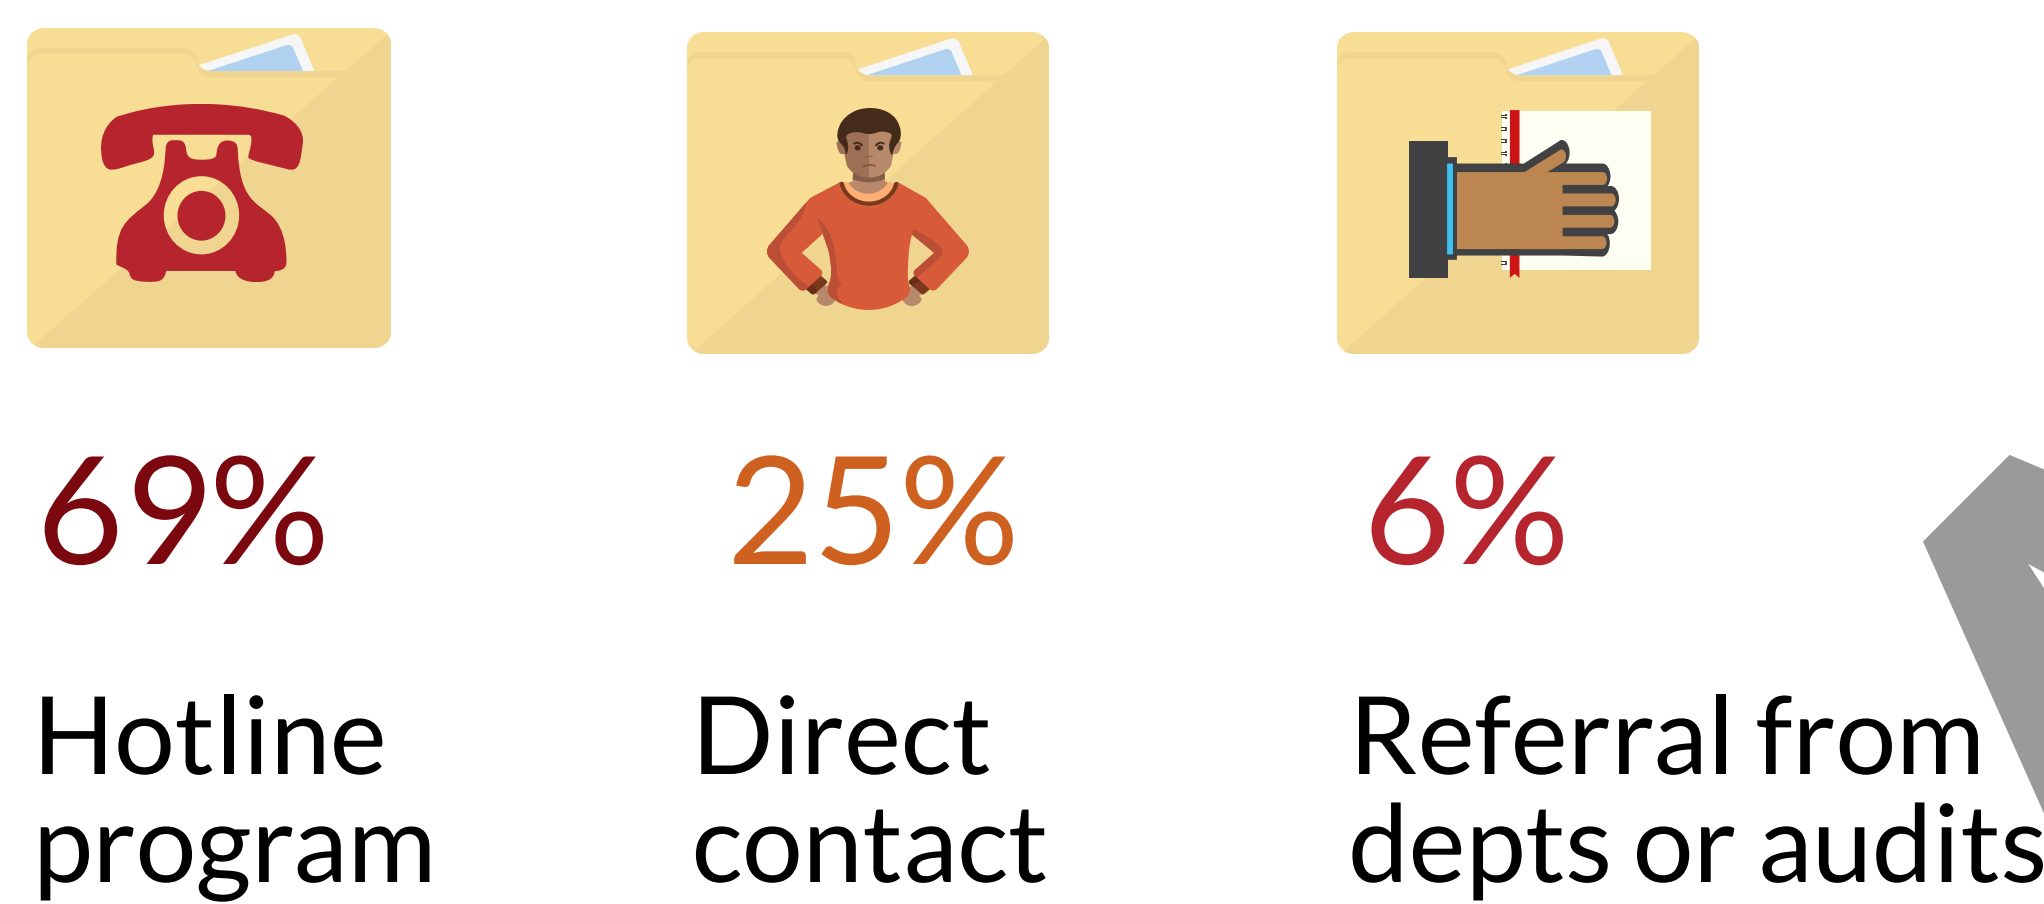 69%
25%
6%
Hotline
program
Direct
contact
Referral from
depts or audits